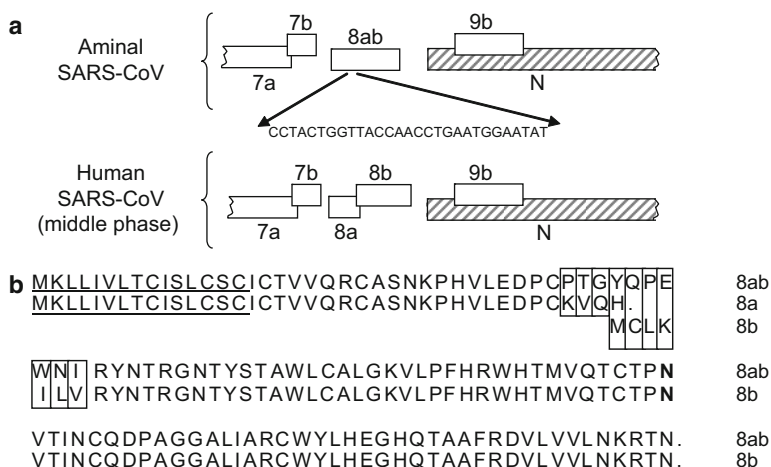 a
7b 8ab 9b
Aminal
SARS-CoV
7a N
CCTACTGGTTACCAACCTGAATGGAATAT
Human
SARS-CoV
(middle phase)
7b 8b 9b
7a 8a N
b MKLLIVLTCISLCSCICTVVQRCASNKPHVLEDPCPTGYQPE 8ab
MKLLIVLTCISLCSCICTVVQRCASNKPHVLEDPCKVQH. 8a
MCLK 8b
WNI RYNTRGNTYSTAWLCALGKVLPFHRWHTMVQTCTPN 8ab
ILV RYNTRGNTYSTAWLCALGKVLPFHRWHTMVQTCTPN 8b
VTINCQDPAGGALIARCWYLHEGHQTAAFRDVLVVLNKRTN. 8ab
VTINCQDPAGGALIARCWYLHEGHQTAAFRDVLVVLNKRTN. 8b